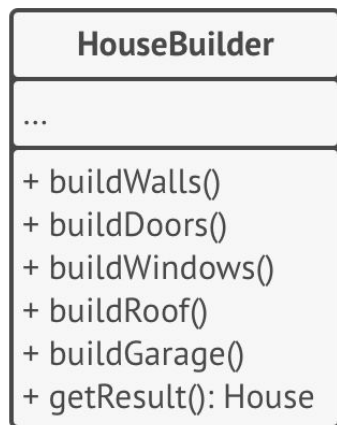 HouseBuilder
...
+ buildWalls()
+ buildDoors()
+ buildWindows()
+ buildRoof()
+ buildGarage()
+ getResult(): House